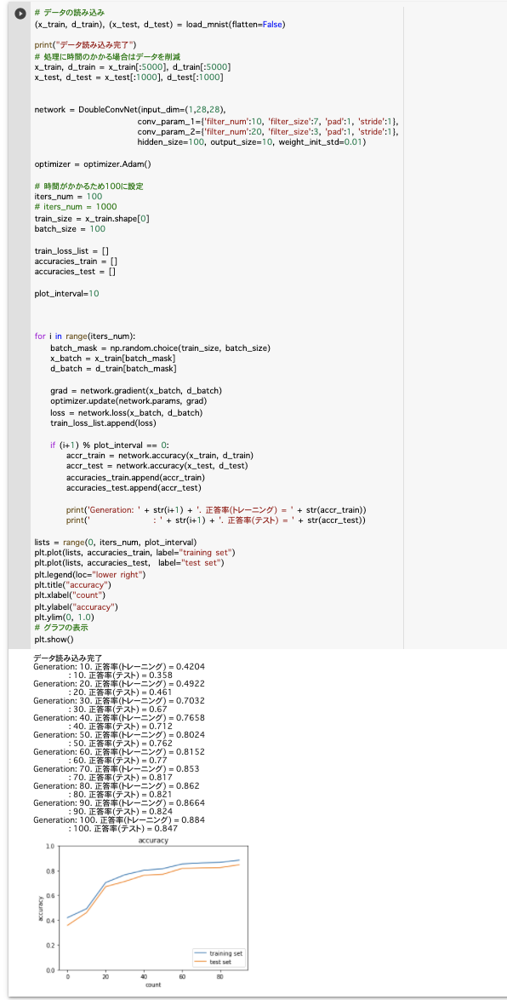 # データの読み込み
(x_train, d_train), (x_test, d_test) = load_mnist(flatten=False)
print("データ読み込み完了")
# 処理に時間のかかる場合はデータを削減
x_train, d_train = x_train[:5000], d_train[:5000]
x_test, d_test = x_test[:1000], d_test[:1000]
network = DoubleConvNet(input_dim=(1,28,28),
conv_param_1={'filter_num':10, 'filter_size':7, 'pad':1, 'stride':1},
conv_param_2={'filter_num':20, 'filter_size':3, 'pad':1, 'stride':1},
hidden_size=100, output_size=10, weight_init_std=0.01)
optimizer = optimizer.Adam()
# 時間がかかるため100に設定
iters_num = 100
# iters_num = 1000
train_size = x_train.shape[0]
batch_size = 100
train_loss_list = []
accuracies_train = []
accuracies_test = []
plot_interval=10
for i in range(iters_num):
batch_mask = np.random.choice(train_size, batch_size)
x_batch = x_train[batch_mask]
d_batch = d_train[batch_mask]
grad = network.gradient(x_batch, d_batch)
optimizer.update(network.params, grad)
loss = network.loss(x_batch, d_batch)
train_loss_list.append(loss)
if (i+1) % plot_interval == 0:
accr_train = network.accuracy(x_train, d_train)
accr_test = network.accuracy(x_test, d_test)
accuracies_train.append(accr_train)
accuracies_test.append(accr_test)
print('Generation: ' + str(i+1) + '. 正答率(トレーニング) = ' + str(accr_train))
print('                : ' + str(i+1) + '. 正答率(テスト) = ' + str(accr_test))
lists = range(0, iters_num, plot_interval)
plt.plot(lists, accuracies_train, label="training set")
plt.plot(lists, accuracies_test,  label="test set")
plt.legend(loc="lower right")
plt.title("accuracy")
plt.xlabel("count")
plt.ylabel("accuracy")
plt.ylim(0, 1.0)
# グラフの表示
plt.show()
データ読み込み完了
Generation: 10. 正答率(トレーニング) = 0.4204
: 10. 正答率(テスト) = 0.358
Generation: 20. 正答率(トレーニング) = 0.4922
: 20. 正答率(テスト) = 0.461
Generation: 30. 正答率(トレーニング) = 0.7032
: 30. 正答率(テスト) = 0.67
Generation: 40. 正答率(トレーニング) = 0.7658
: 40. 正答率(テスト) = 0.712
Generation: 50. 正答率(トレーニング) = 0.8024
: 50. 正答率(テスト) = 0.762
Generation: 60. 正答率(トレーニング) = 0.8152
: 60. 正答率(テスト) = 0.77
Generation: 70. 正答率(トレーニング) = 0.853
: 70. 正答率(テスト) = 0.817
Generation: 80. 正答率(トレーニング) = 0.862
: 80. 正答率(テスト) = 0.821
Generation: 90. 正答率(トレーニング) = 0.8664
: 90. 正答率(テスト) = 0.824
Generation: 100. 正答率(トレーニング) = 0.884
: 100. 正答率(テスト) = 0.847
accuracy
1.0
0.8
0.6
0.4
0.2
0.0
accuracy
training set
test set
0 20 40 60 80
count